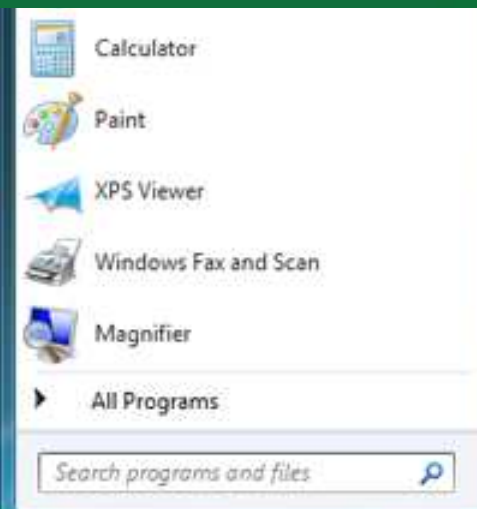 Calculator
Paint
XPS Viewer
Windows Fax and Scan
Magnifier
All Programs
Search programs and files